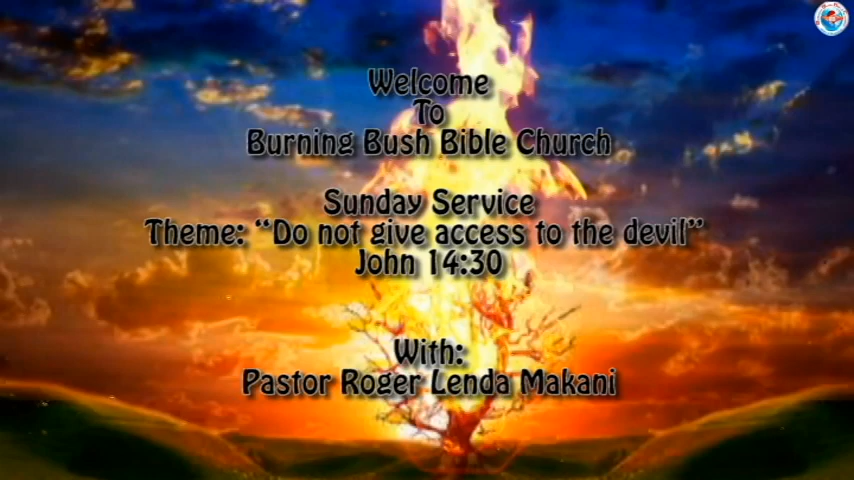 Welcome
To
Burning Bush Bible Church
Sunday Service
Theme: “Do not give access to the devil”
John 14:30
With:
Pastor Roger Lenda Makani